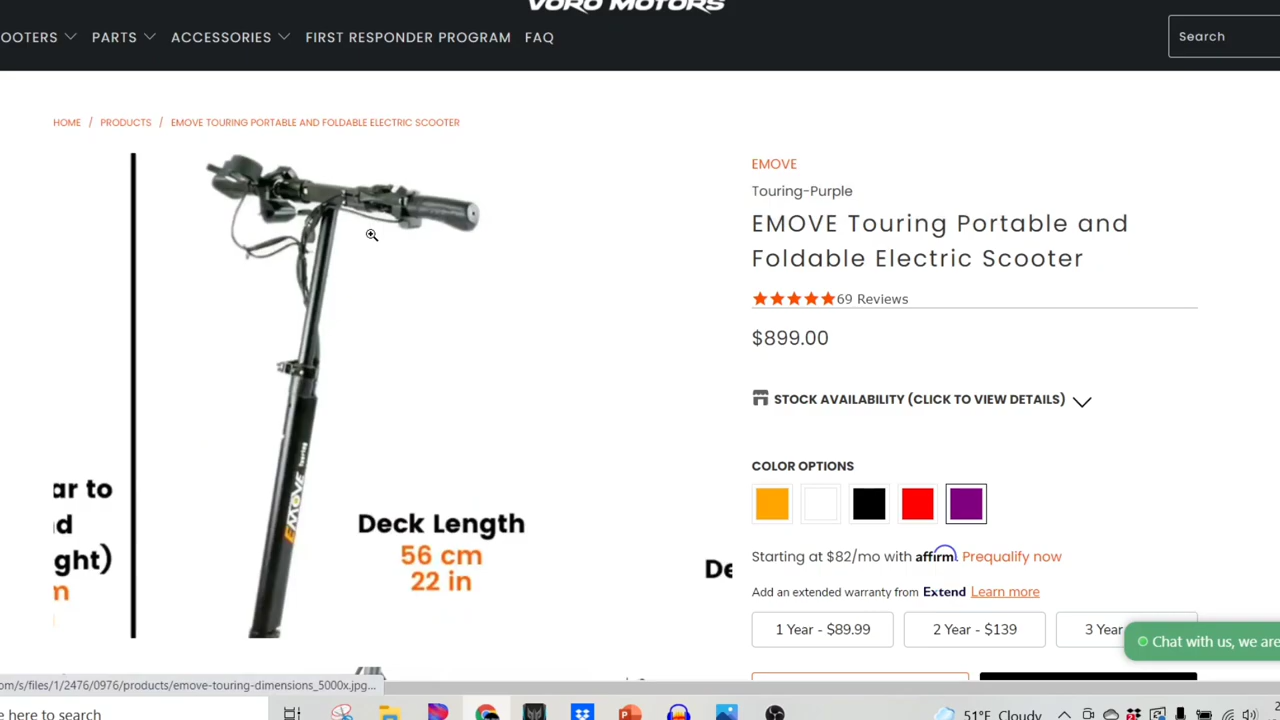 VORO MOTORS
OOTERS
PARTS
ACCESSORIES
FIRST RESPONDER PROGRAM
FAQ
Search
HOME / PRODUCTS / EMOVE TOURING PORTABLE AND FOLDABLE ELECTRIC SCOOTER
EMOVE
Touring-Purple
EMOVE Touring Portable and
Foldable Electric Scooter
69 Reviews
$899.00
STOCK AVAILABILITY (CLICK TO VIEW DETAILS)
COLOR OPTIONS
Starting at $82/mo with affirm Prequalify now
Add an extended warranty from Extend Learn more
1 Year - $89.99
2 Year - $139
3 Year
Chat with us, we are
ar to
d
ght)
m
EMOVE Touring
Deck Length
56 cm
22 in
De
om/s/files/1/2476/0976/products/emove-touring-dimensions_5000x.jpg...
e here to search
51°F Cloudy